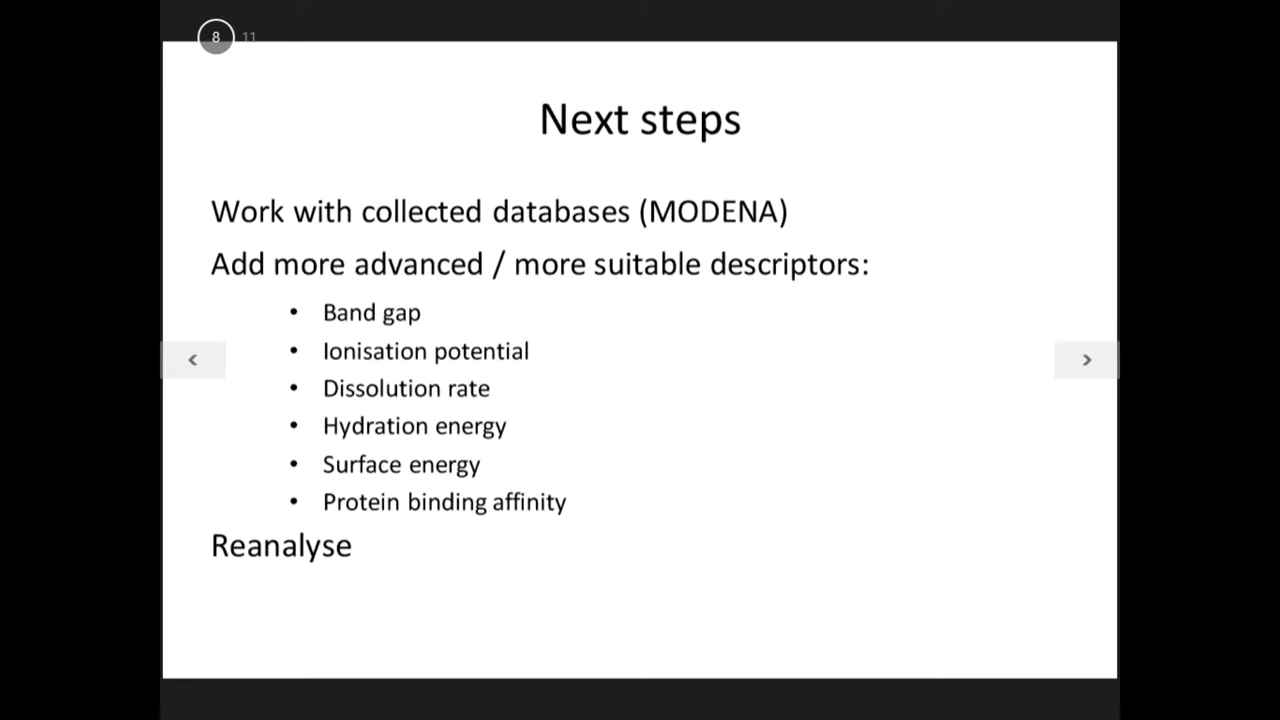 8 11
Next steps
Work with collected databases (MODENA)
Add more advanced / more suitable descriptors:
• Band gap
• Ionisation potential
• Dissolution rate
• Hydration energy
• Surface energy
• Protein binding affinity
Reanalyse